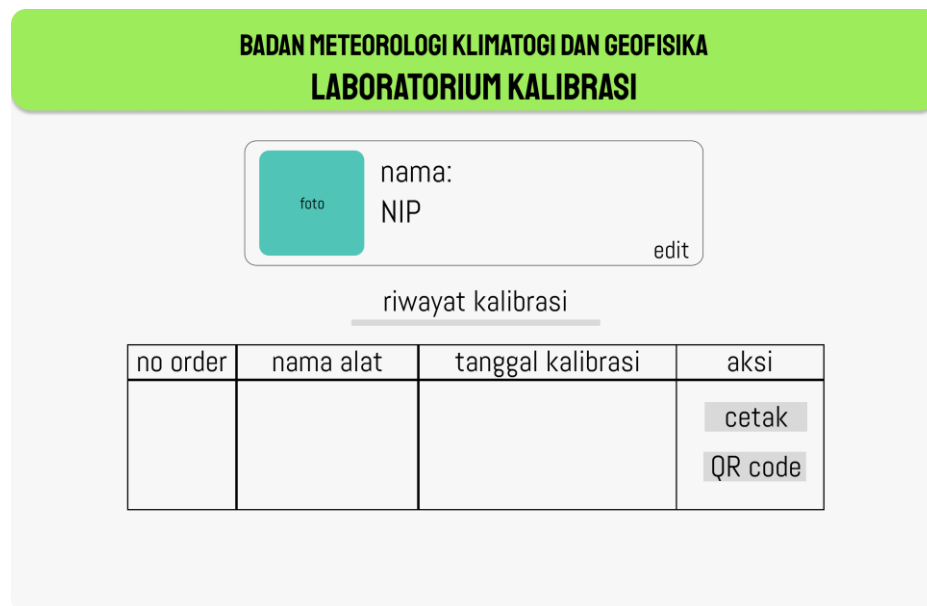 BADAN METEOROLOGI KLIMATOGI DAN GEOFISIKA
LABORATORIUM KALIBRASI
foto
nama:
NIP
edit
riwayat kalibrasi
no order nama alat tanggal kalibrasi aksi
cetak
QR code